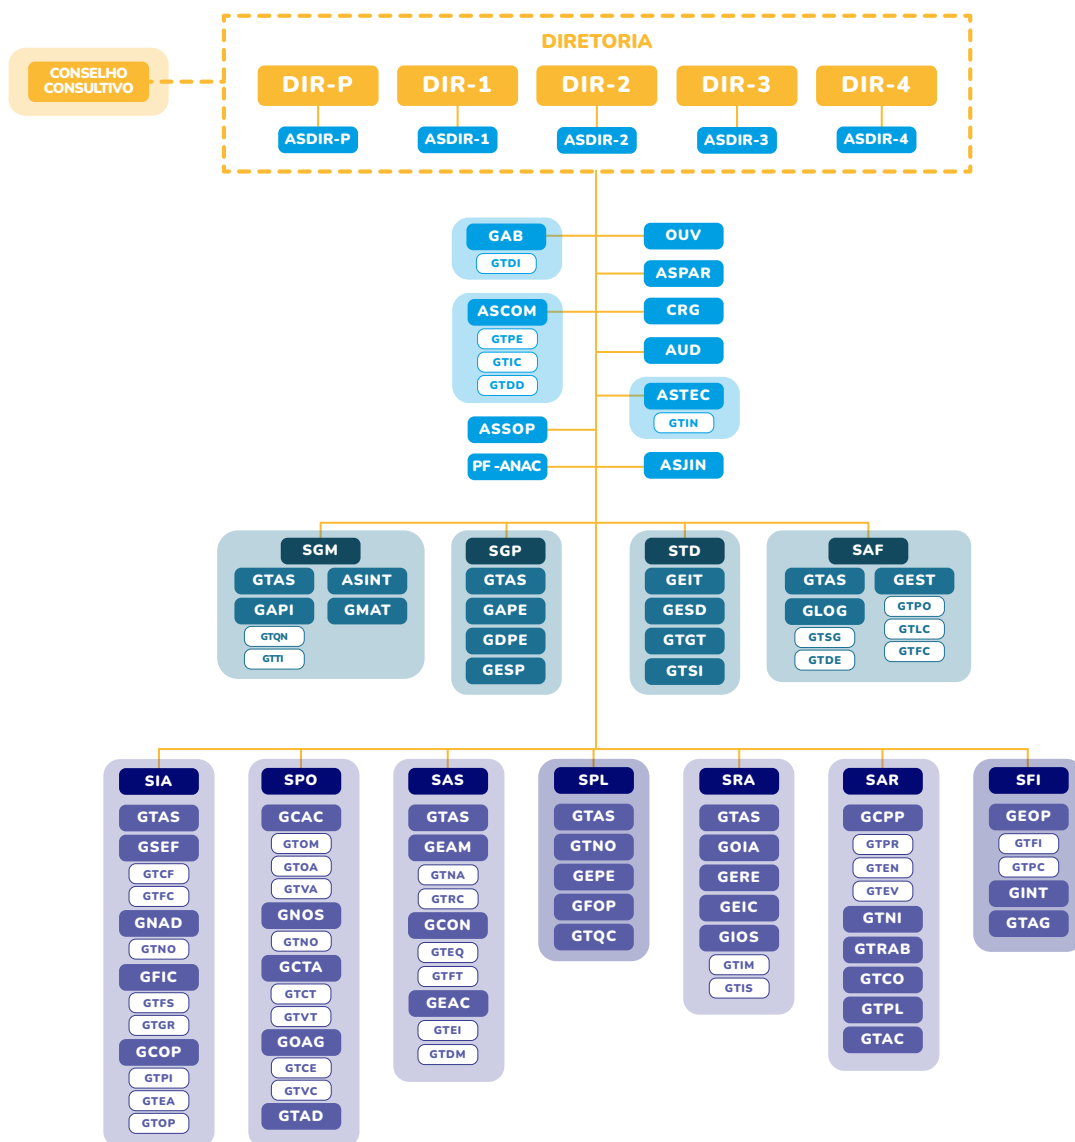 DIRETORIA
CONSELHO
CONSULTIVO
DIR-P
DIR-1
DIR-2
DIR-3
DIR-4
ASDIR-P
ASDIR-1
ASDIR-2
ASDIR-3
ASDIR-4
GAB
GTDI
OUV
ASPAR
ASCOM
GTPE
GTIC
GTDD
CRG
AUD
ASTEC
GTIN
ASSOP
PF -ANAC
ASJIN
SGM
GTAS
ASINT
GAPI
GMAT
GTQN
GTTI
SGP
GTAS
GAPE
GDPE
GESP
STD
GEIT
GESD
GTGT
GTSI
SAF
GTAS
GEST
GLOG
GTSG
GTDE
GTPO
GTLC
GTFC
SIA
GTAS
GSEF
GTCF
GTFC
GNAD
GTNO
GFIC
GTFS
GTGR
GCOP
GTPI
GTEA
GTOP
SPO
GCAC
GTOM
GTOA
GTVA
GNOS
GTNO
GCTA
GTCT
GTVT
GOAG
GTCE
GTVC
GTAD
SAS
GTAS
GEAM
GTNA
GTRC
GCON
GTEQ
GTFT
GEAC
GTEI
GTDM
SPL
GTAS
GTNO
GEPE
GFOP
GTQC
SRA
GTAS
GOIA
GERE
GEIC
GIOS
GTIM
GTIS
SAR
GCPP
GTPR
GTEN
GTEV
GTNI
GTRAB
GTCO
GTPL
GTAC
SFI
GEOP
GTFI
GTPC
GINT
GTAG